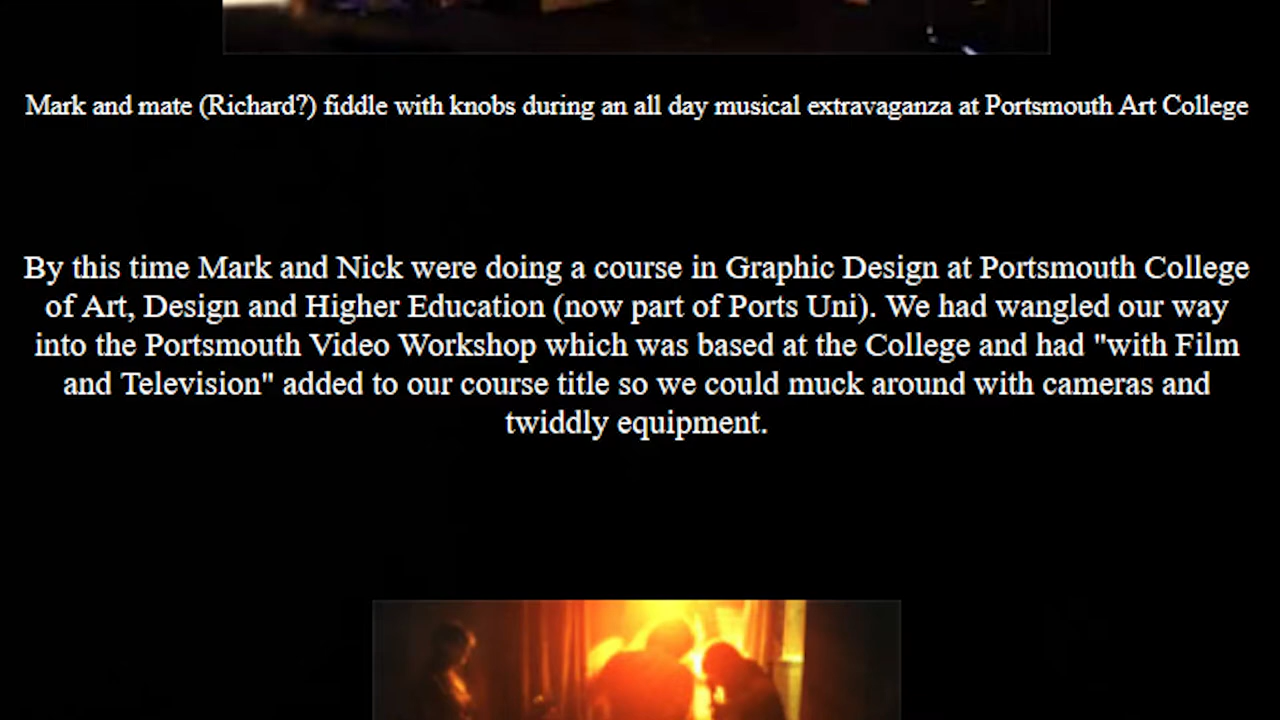 Mark and mate (Richard?) fiddle with knobs during an all day musical extravaganza at Portsmouth Art College
By this time Mark and Nick were doing a course in Graphic Design at Portsmouth College
of Art, Design and Higher Education (now part of Ports Uni). We had wangled our way
into the Portsmouth Video Workshop which was based at the College and had "with Film
and Television" added to our course title so we could muck around with cameras and
twiddly equipment.